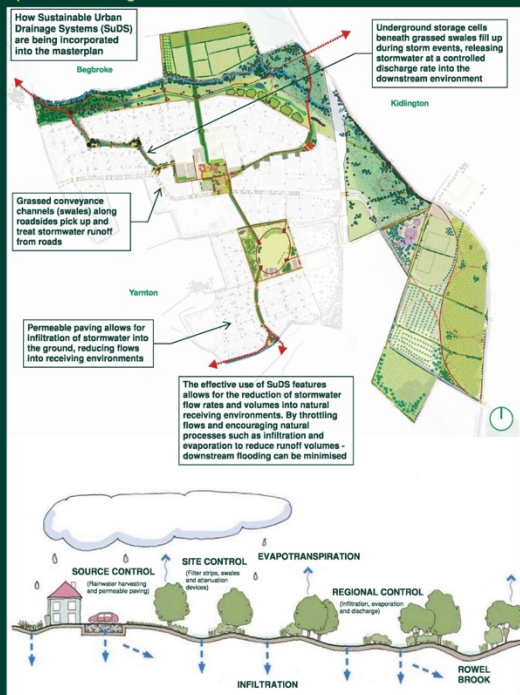 How Sustainable Urban
Drainage Systems (SuDS)
are being incorporated
into the masterplan
Underground storage cells
beneath grassed swales fill up
during storm events, releasing
stormwater at a controlled
discharge rate into the
downstream environment
Begbroke
Kidlington
Grassed conveyance
channels (swales) along
roadsides pick up and
treat stormwater runoff
from roads
Yarnton
Permeable paving allows for
infiltration of stormwater into
the ground, reducing flows
into receiving environments
The effective use of SuDS features
allows for the reduction of stormwater
flow rates and volumes into natural
receiving environments. By throttling
flows and encouraging natural
processes such as infiltration and
evaporation to reduce runoff volumes -
downstream flooding can be minimised
SOURCE CONTROL
(Rainwater harvesting
and permeable paving)
SITE CONTROL
(Filter strips, swales
and attenuation
devices)
EVAPOTRANSPIRATION
REGIONAL CONTROL
(Infiltration, evaporation
and discharge)
INFILTRATION
ROWEL
BROOK